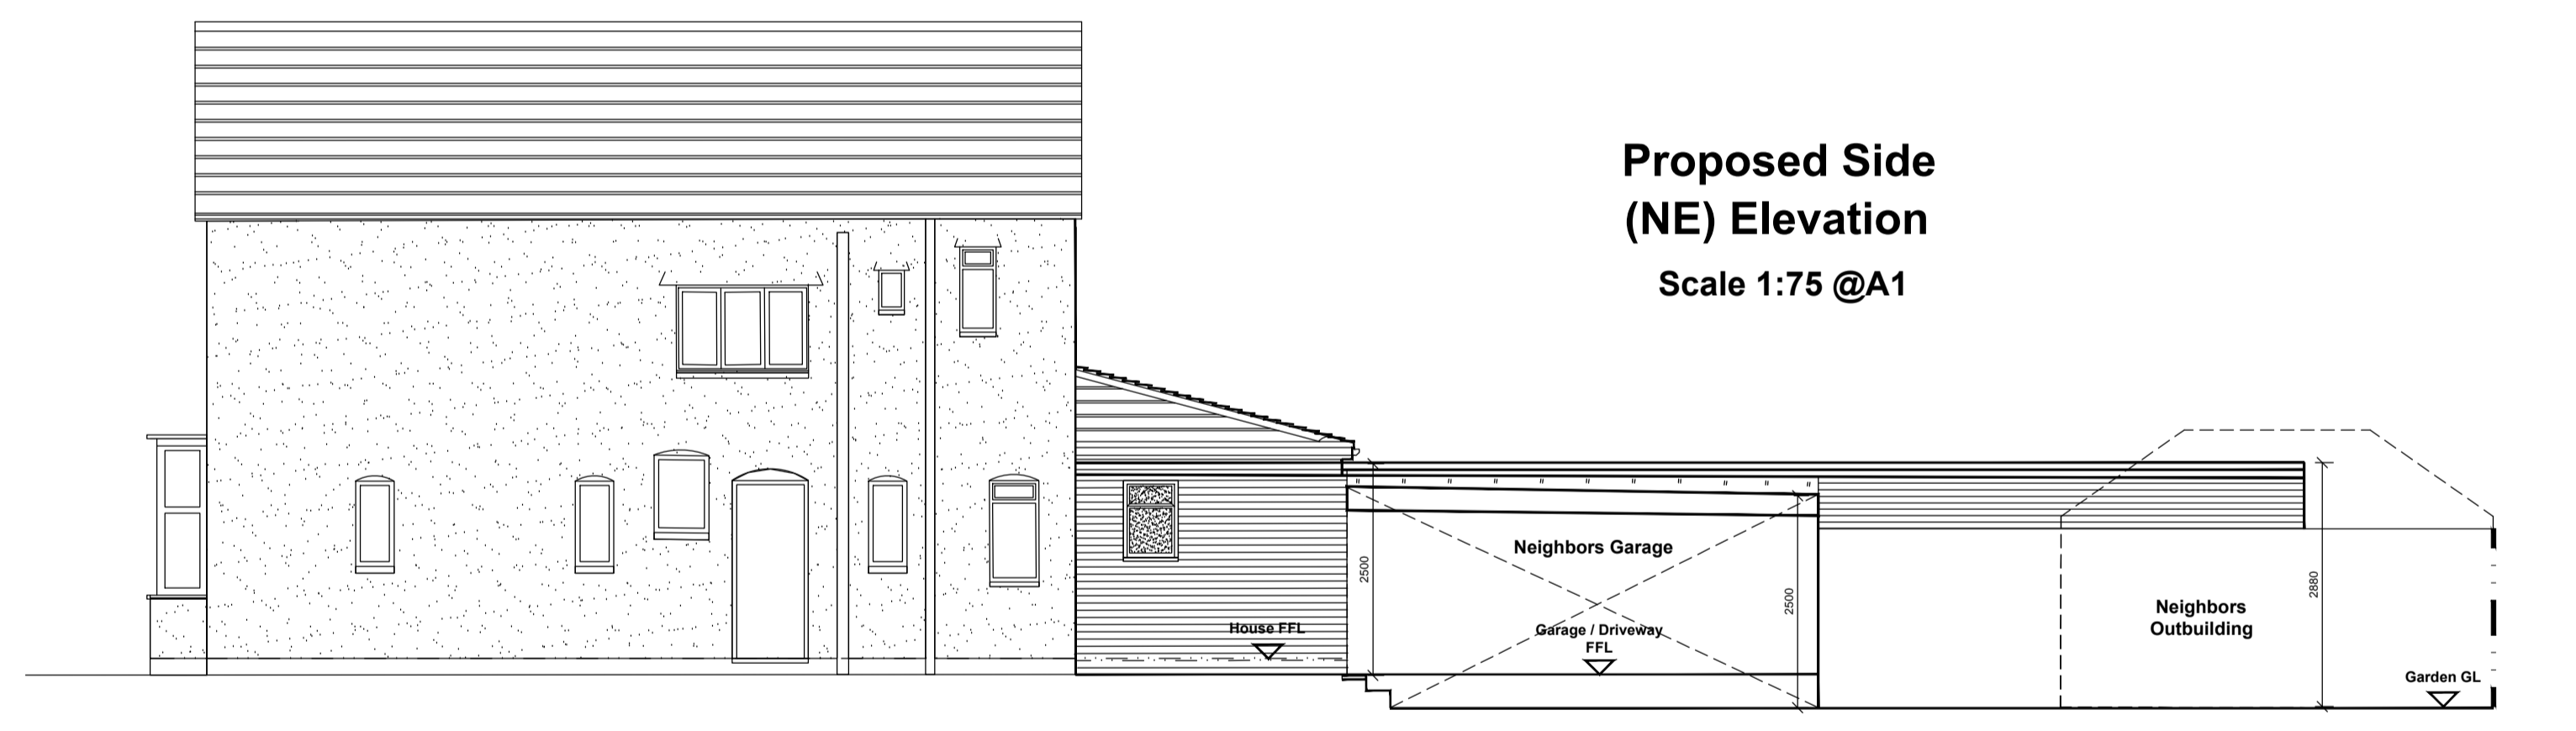 Proposed Side
(NE) Elevation
Scale 1:75 @A1
Neighbors Garage
2500
2500
2880
House FFL
Garage / Driveway
FFL
Neighbors
Outbuilding
Garden GL